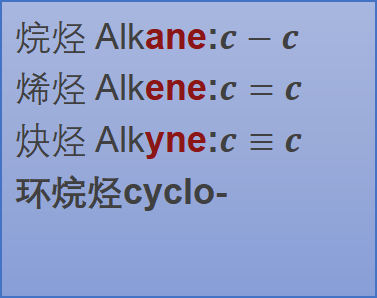 烷烃 Alkane:c − c
烯烃 Alkene:c = c
炔烃 Alkyne:c ≡ c
环烷烃cyclo-